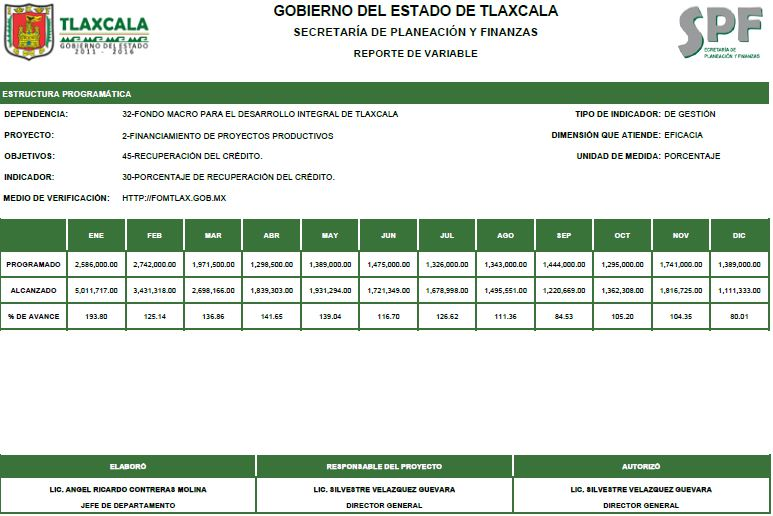 TLAXCALA
GOBIERNO DEL ESTADO
2011 - 2016
GOBIERNO DEL ESTADO DE TLAXCALA
SECRETARÍA DE PLANEACIÓN Y FINANZAS
REPORTE DE VARIABLE
SPF
SECRETARÍA DE
PLANEACIÓN Y FINANZAS
ESTRUCTURA PROGRAMÁTICA
DEPENDENCIA: 32-FONDO MACRO PARA EL DESARROLLO INTEGRAL DE TLAXCALA TIPO DE INDICADOR: DE GESTIÓN
PROYECTO: 2-FINANCIAMIENTO DE PROYECTOS PRODUCTIVOS DIMENSIÓN QUE ATIENDE: EFICACIA
OBJETIVOS: 45-RECUPERACIÓN DEL CRÉDITO. UNIDAD DE MEDIDA: PORCENTAJE
INDICADOR: 30-PORCENTAJE DE RECUPERACIÓN DEL CRÉDITO.
MEDIO DE VERIFICACIÓN: HTTP://FOMTLAX.GOB.MX
ENE FEB MAR ABR MAY JUN JUL AGO SEP OCT NOV DIC
PROGRAMADO 2,586,000.00 2,742,000.00 1,971,500.00 1,298,500.00 1,389,000.00 1,475,000.00 1,326,000.00 1,343,000.00 1,444,000.00 1,295,000.00 1,741,000.00 1,389,000.00
ALCANZADO 5,011,717.00 3,431,318.00 2,698,166.00 1,839,303.00 1,931,294.00 1,721,349.00 1,678,998.00 1,495,551.00 1,220,669.00 1,362,308.00 1,816,725.00 1,111,333.00
% DE AVANCE 193.80 125.14 136.86 141.65 139.04 116.70 126.62 111.36 84.53 105.20 104.35 80.01
ELABORÓ RESPONSABLE DEL PROYECTO AUTORIZÓ
LIC. ANGEL RICARDO CONTRERAS MOLINA LIC. SILVESTRE VELAZQUEZ GUEVARA LIC. SILVESTRE VELAZQUEZ GUEVARA
JEFE DE DEPARTAMENTO DIRECTOR GENERAL DIRECTOR GENERAL